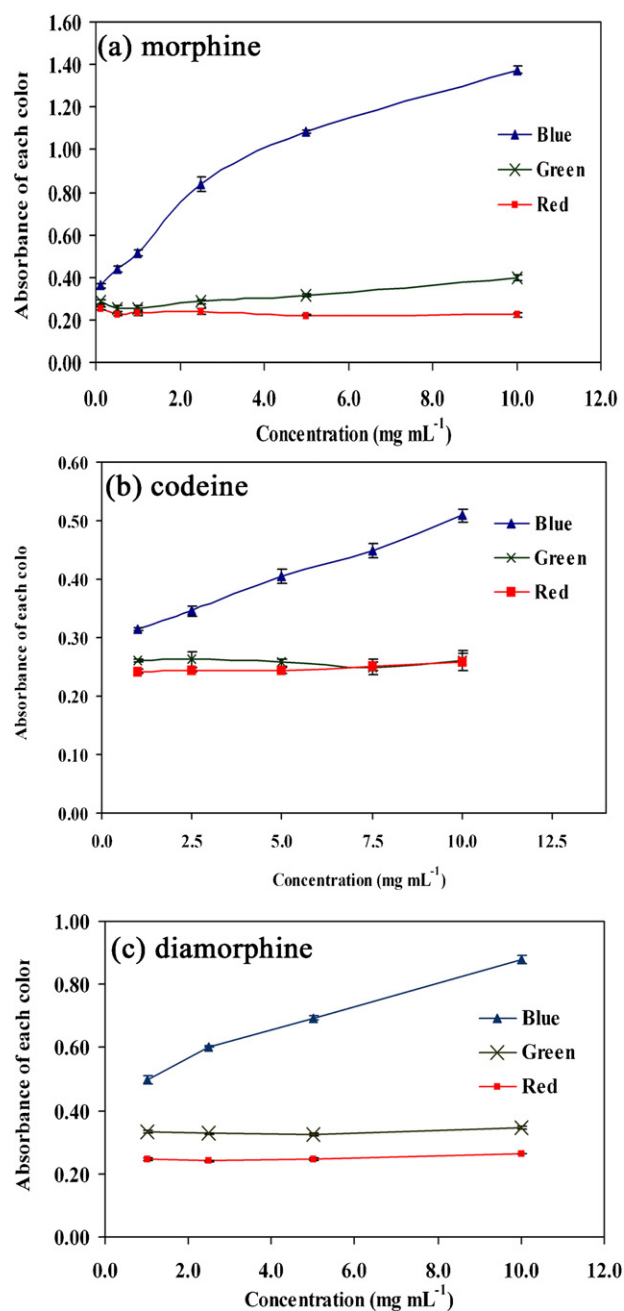 (a) morphine
Absorbance of each color
1.60
1.40
1.20
1.00
0.80
0.60
0.40
0.20
0.00
Blue
Green
Red
0.0 2.0 4.0 6.0 8.0 10.0 12.0
Concentration (mg mL-1)
(b) codeine
Absorbance of each colo
0.60
0.50
0.40
0.30
0.20
0.10
0.00
Blue
Green
Red
0.0 2.5 5.0 7.5 10.0 12.5
Concentration (mg mL-1)
(c) diamorphine
Absorbance of each color
1.00
0.80
0.60
0.40
0.20
0.00
Blue
Green
Red
0.0 2.0 4.0 6.0 8.0 10.0 12.0
Concentration (mg mL-1)